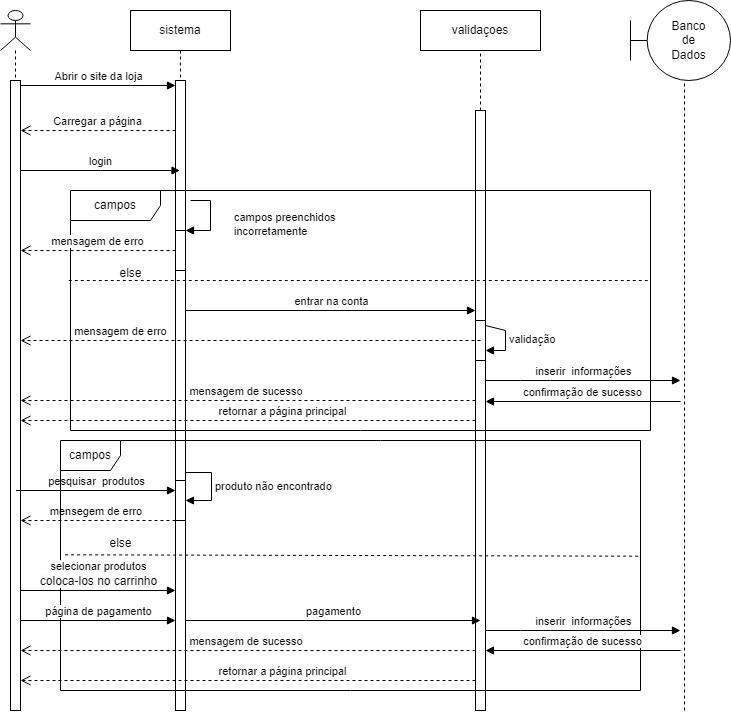 sistema
validaçoes
Banco
de
Dados
Abrir o site da loja
Carregar a página
login
campos
campos preenchidos
incorretamente
mensagem de erro
else
entrar na conta
mensagem de erro
validação
inserir informações
mensagem de sucesso
confirmação de sucesso
retornar a página principal
campos
pesquisar produtos
produto não encontrado
mensegem de erro
else
selecionar produtos
coloca-los no carrinho
página de pagamento
pagamento
inserir informações
mensagem de sucesso
confirmação de sucesso
retornar a página principal